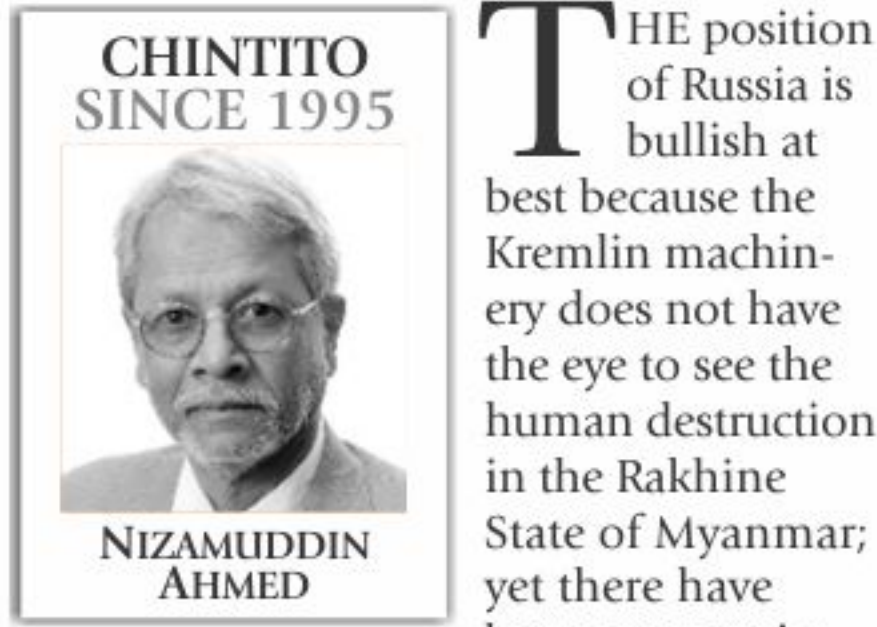 CHINTITO
SINCE 1995
NIZAMUDDIN
AHMED
THE position
of Russia is
bullish at
best because the
Kremlin machin-
ery does not have
the eye to see the
human destruction
in the Rakhine
State of Myanmar;
yet there have